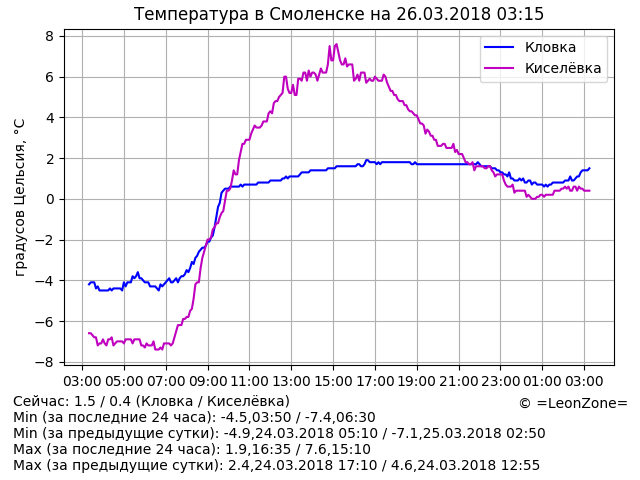 Температура в Смоленске на 26.03.2018 03:15
8
6
4
2
0
−2
−4
−6
−8
градусов Цельсия, °C
Кловка
Киселёвка
03:00 05:00 07:00 09:00 11:00 13:00 15:00 17:00 19:00 21:00 23:00 01:00 03:00
Сейчас: 1.5 / 0.4 (Кловка / Киселёвка)
© =LeonZone=
Min (за последние 24 часа): -4.5,03:50 / -7.4,06:30
Min (за предыдущие сутки): -4.9,24.03.2018 05:10 / -7.1,25.03.2018 02:50
Max (за последние 24 часа): 1.9,16:35 / 7.6,15:10
Max (за предыдущие сутки): 2.4,24.03.2018 17:10 / 4.6,24.03.2018 12:55